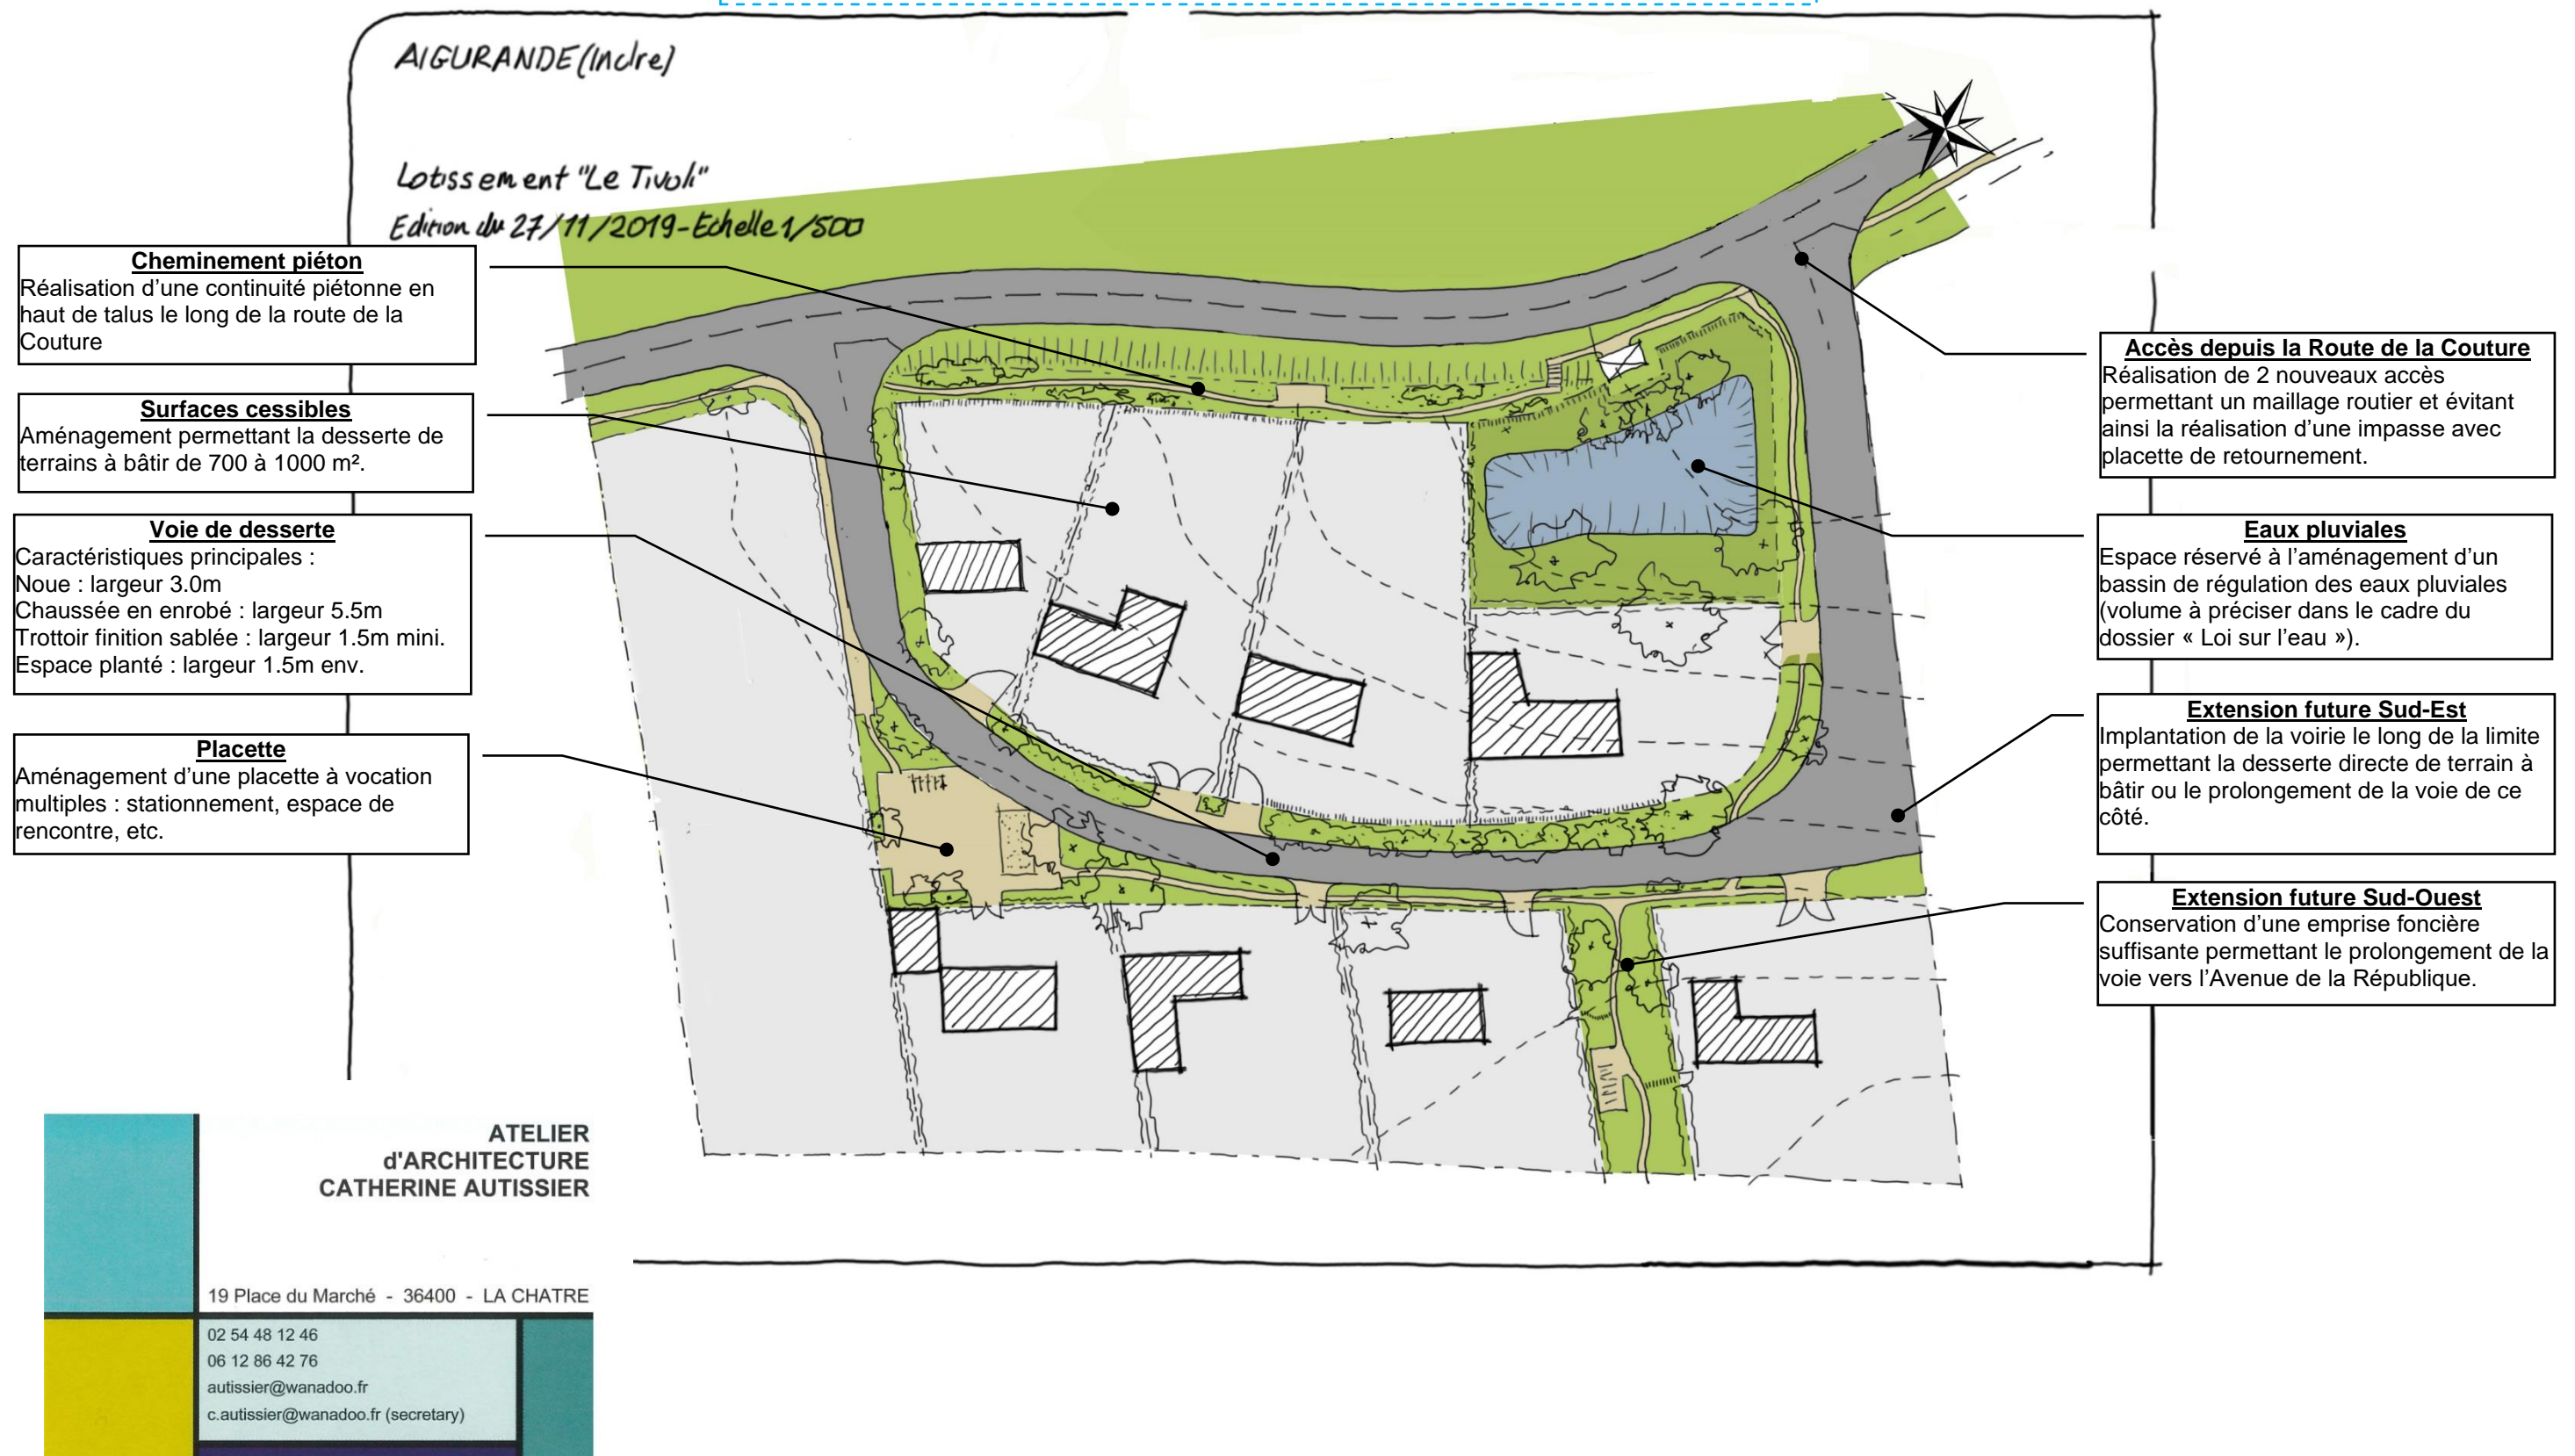 AIGURANDE (Indre)
Lotissement "Le Tivoli"
Edition du 27/11/2019 - Echelle 1/500
Cheminement piéton
Réalisation d’une continuité piétonne en
haut de talus le long de la route de la
Couture
Surfaces cessibles
Aménagement permettant la desserte de
terrains à bâtir de 700 à 1000 m².
Voie de desserte
Caractéristiques principales :
Noue : largeur 3.0m
Chaussée en enrobé : largeur 5.5m
Trottoir finition sablée : largeur 1.5m mini.
Espace planté : largeur 1.5m env.
Placette
Aménagement d’une placette à vocation
multiples : stationnement, espace de
rencontre, etc.
Accès depuis la Route de la Couture
Réalisation de 2 nouveaux accès
permettant un maillage routier et évitant
ainsi la réalisation d’une impasse avec
placette de retournement.
Eaux pluviales
Espace réservé à l’aménagement d’un
bassin de régulation des eaux pluviales
(volume à préciser dans le cadre du
dossier « Loi sur l’eau »).
Extension future Sud-Est
Implantation de la voirie le long de la limite
permettant la desserte directe de terrain à
bâtir ou le prolongement de la voie de ce
côté.
Extension future Sud-Ouest
Conservation d’une emprise foncière
suffisante permettant le prolongement de la
voie vers l’Avenue de la République.
ATELIER
d'ARCHITECTURE
CATHERINE AUTISSIER
19 Place du Marché - 36400 - LA CHATRE
02 54 48 12 46
06 12 86 42 76
autissier@wanadoo.fr
c.autissier@wanadoo.fr (secretary)